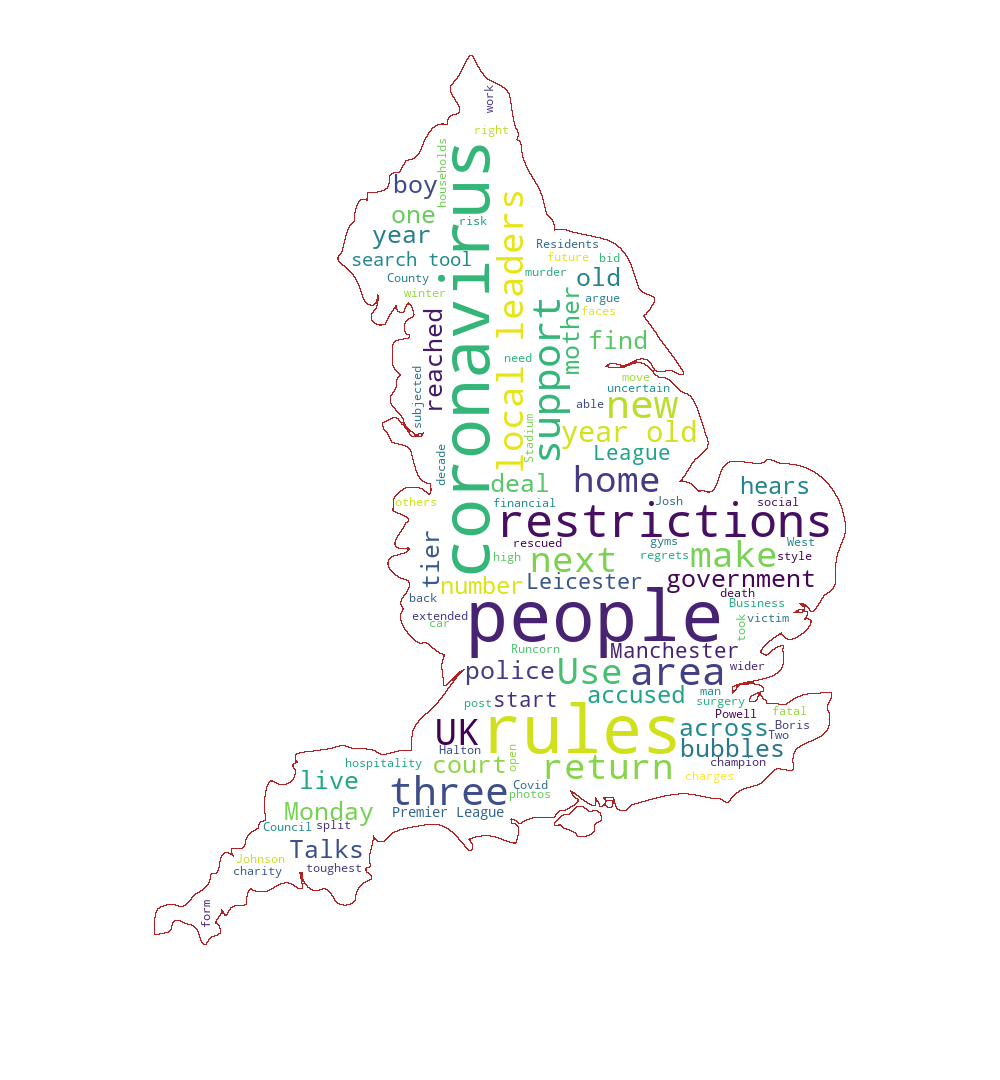 work
right
households
coronavirus
boy
local leaders
one
risk
year
Residents
search tool
future
bid
murder
old
County
winter
argue
support
mother
faces
reached
find
need
subjected
move
uncertain
able
new
Stadium
year old
decade
League
home
deal
hears
others
financial
Josh
social
restrictions
tier
rescued
gyms
West
high
next
regrets
make
style
number
Leicester
government
death
back
people
Business
extended
car
took
victim
Runcorn
Manchester
police
Use
area
wider
accused
man
surgery
post
start
rules
Powell
fatal
UK
across
Boris
Two
Halton
open
bubbles
hospitality
court
return
champion
live
charges
three
Covid
photos
Monday
Premier League
Council
split
Talks
Johnson
charity
toughest
form